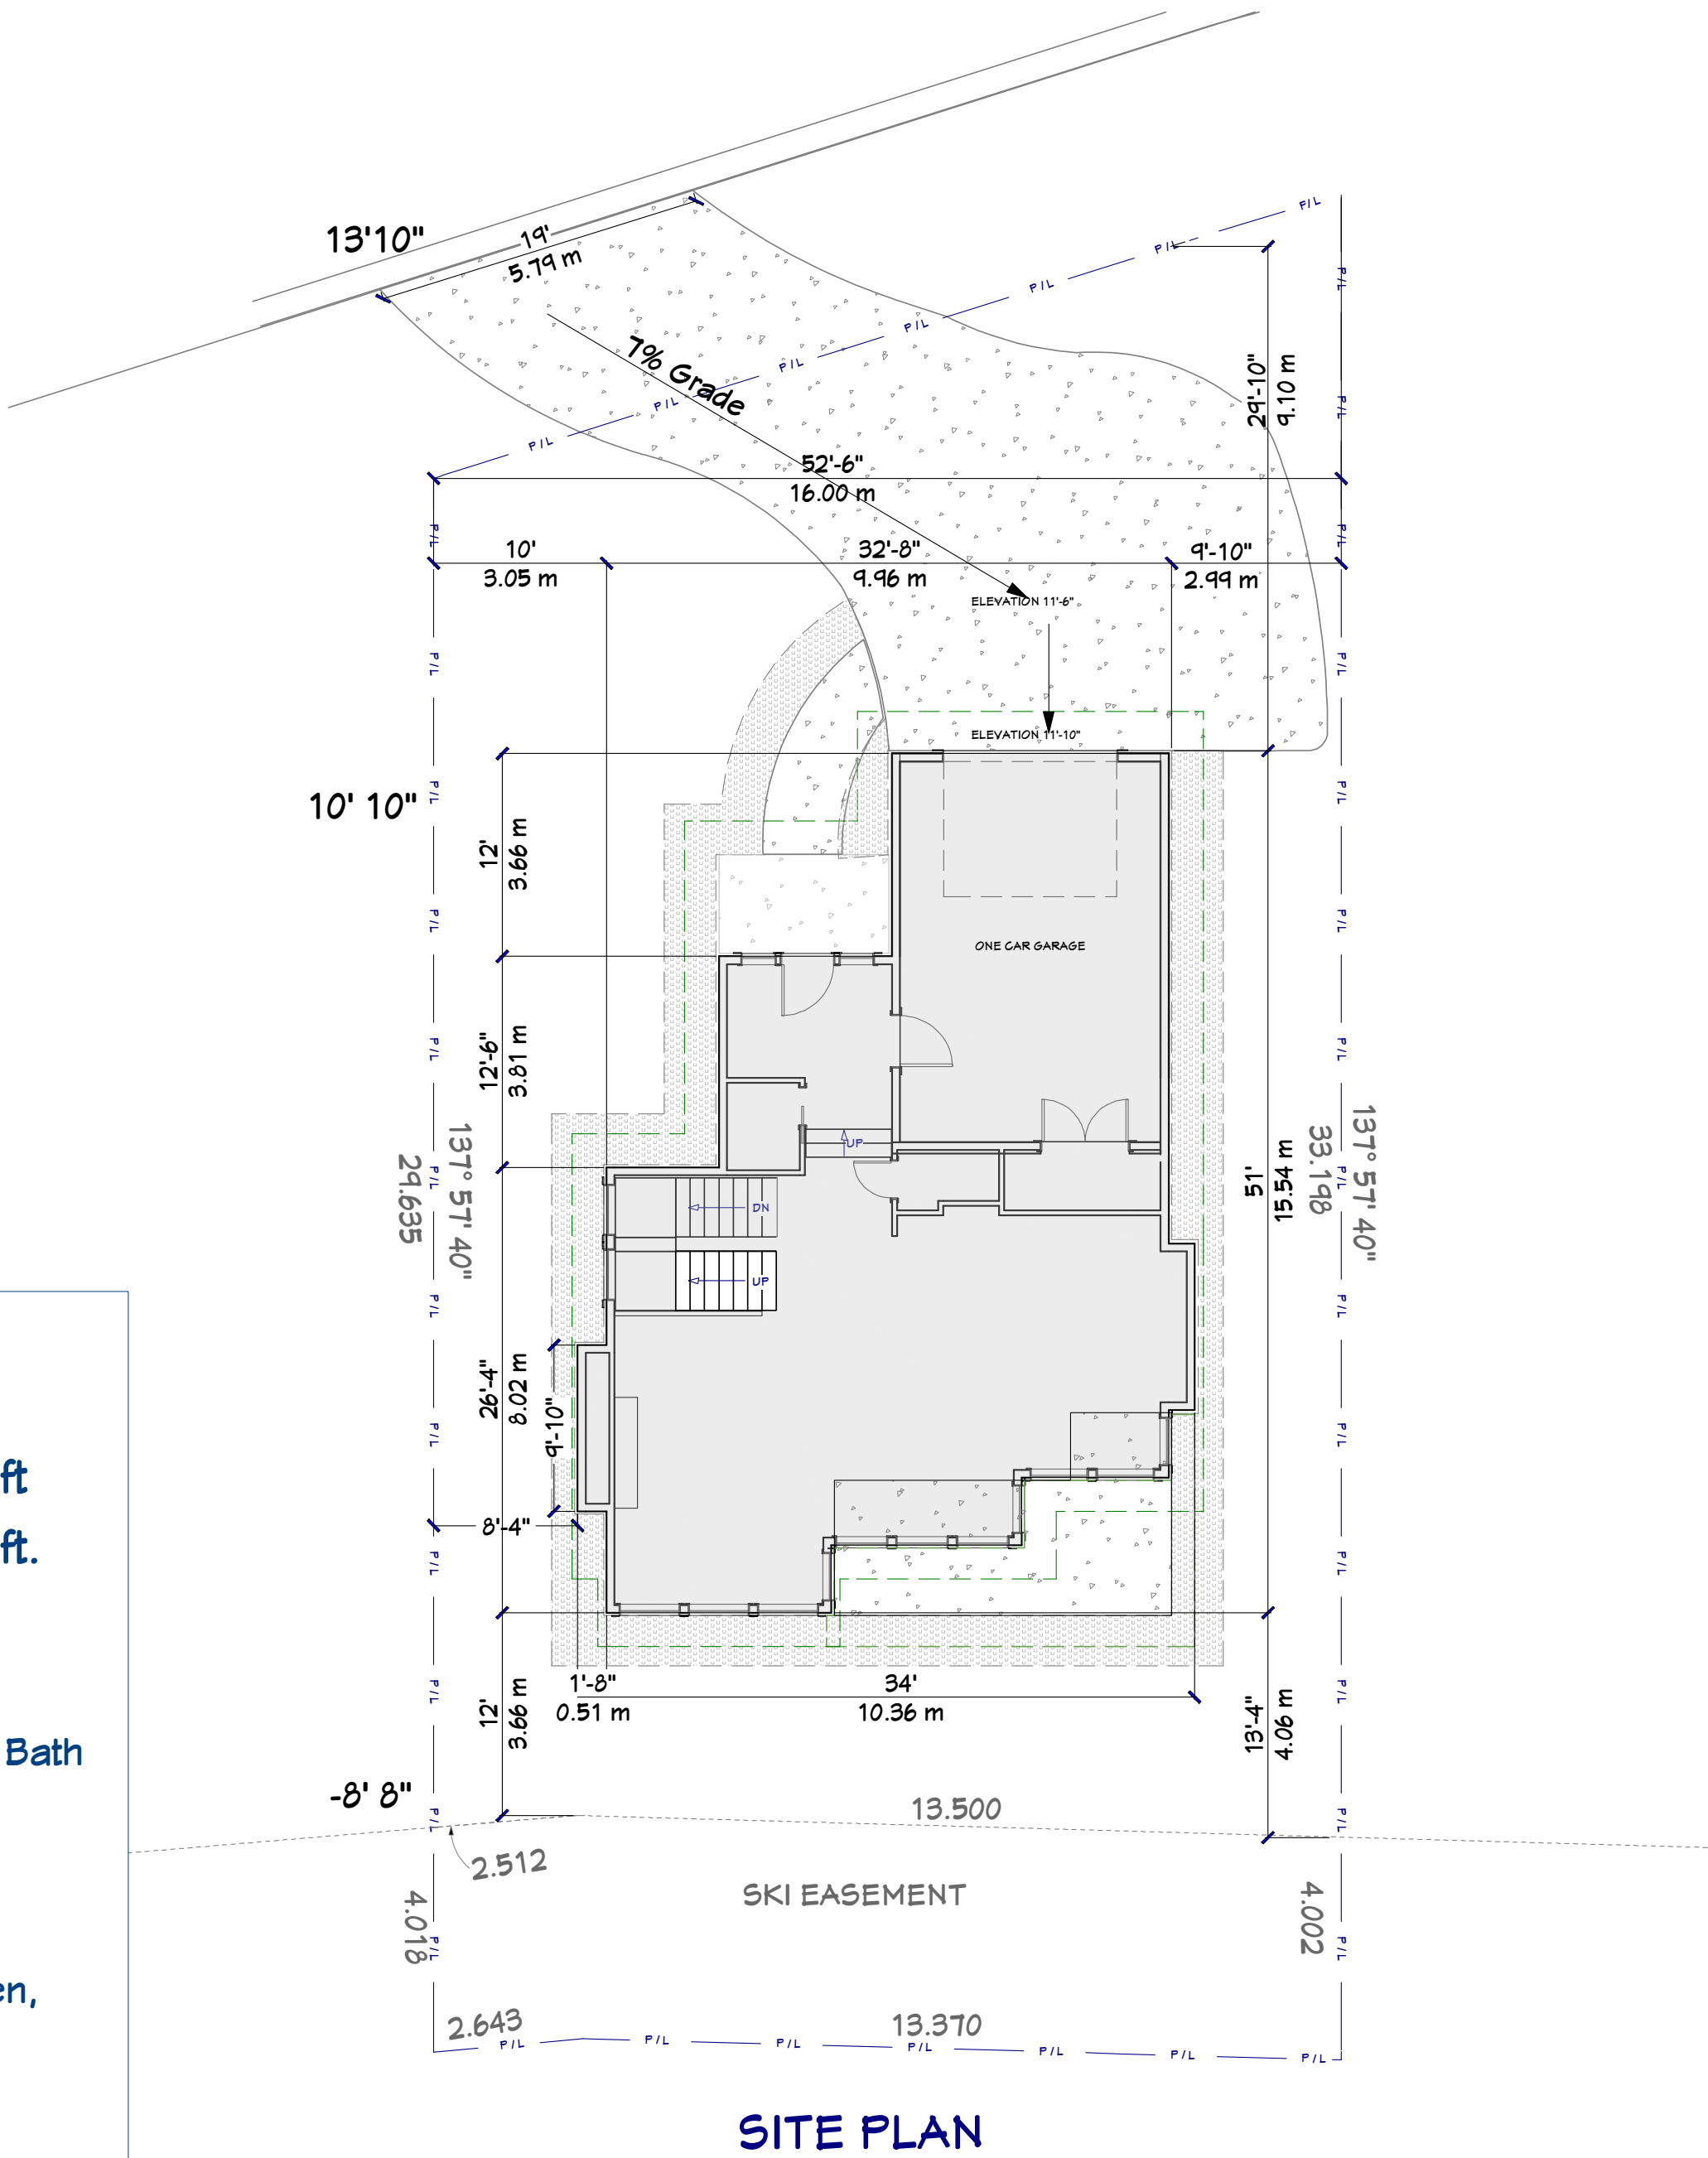 13'10"
19'
5.79 m
7% Grade
P/L
P/L
P/L
P/L
P/L
P/L
P/L
P/L
P/L
29'-10"
9.10 m
52'-6"
16.00 m
P/L
P/L
10'
3.05 m
32'-8"
9.96 m
9'-10"
2.99 m
ELEVATION 11'-6"
P/L
P/L
ELEVATION 11'-10"
10' 10"
P/L
P/L
12'
3.66 m
P/L
P/L
ONE CAR GARAGE
12'-6"
3.81 m
P/L
P/L
UP
137° 57' 40"
29.635
P/L
51'
15.54 m
33.198
137° 57' 40"
P/L
DN
UP
P/L
P/L
26'-4"
8.02 m
9'-10"
P/L
P/L
ft
8'-4"
ft.
P/L
P/L
1'-8"
0.51 m
34'
10.36 m
P/L
P/L
12'
3.66 m
13'-4"
4.06 m
Bath
-8' 8"
P/L
P/L
13.500
2.512
SKI EASEMENT
4.018
P/L
4.002
P/L
en,
2.643
13.370
P/L
P/L
P/L
P/L
P/L
P/L
P/L
SITE PLAN